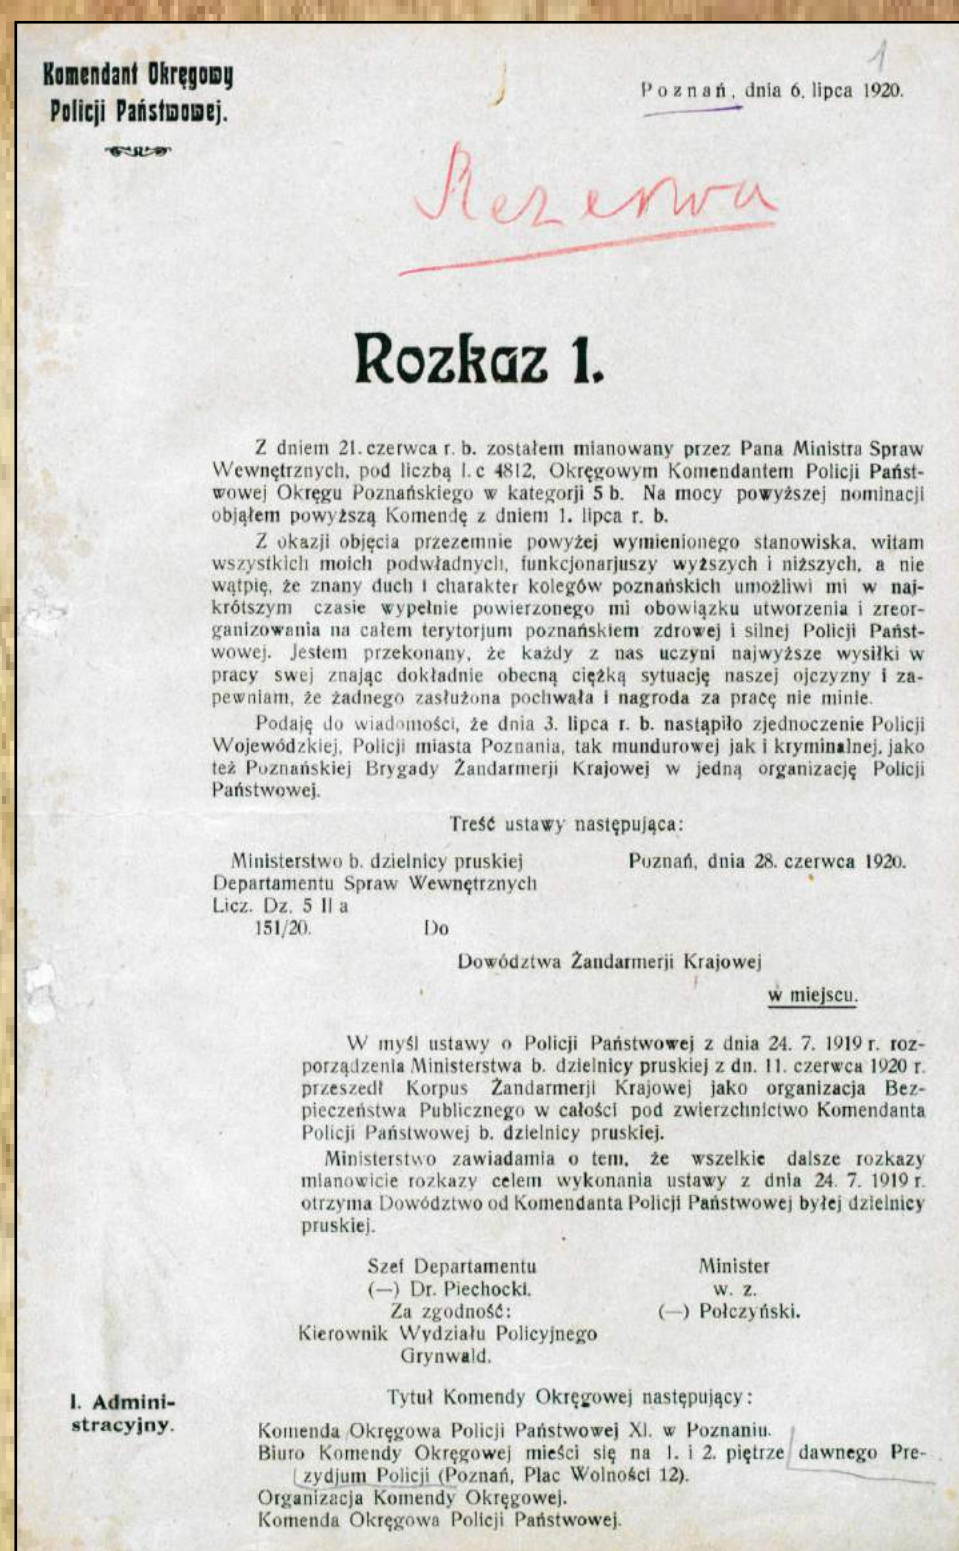 Komendant Okręgowy
Policji Państwowej.
1
Poznań, dnia 6. lipca 1920.
Rezerwa
Rozkaz 1.
Z dniem 21. czerwca r. b. zostałem mianowany przez Pana Ministra Spraw
Wewnętrznych, pod liczbą l. c 4812, Okręgowym Komendantem Policji Państ-
wowej Okręgu Poznańskiego w kategorji 5 b. Na mocy powyższej nominacji
objąłem powyższą Komendę z dniem 1. lipca r. b.
Z okazji objęcia przezemnie powyżej wymienionego stanowiska, witam
wszystkich moich podwładnych, funkcjonarjuszy wyższych i niższych, a nie
wątpię, że znany duch i charakter kolegów poznańskich umożliwi mi w naj-
krótszym czasie wypełnie powierzonego mi obowiązku utworzenia i zreor-
ganizowania na całem terytorjum poznańskiem zdrowej i silnej Policji Państ-
wowej. Jestem przekonany, że każdy z nas uczyni najwyższe wysiłki w
pracy swej znając dokładnie obecną ciężką sytuację naszej ojczyzny i za-
pewniam, że żadnego zasłużona pochwała i nagroda za pracę nie minie.
Podaję do wiadomości, że dnia 3. lipca r. b. nastąpiło zjednoczenie Policji
Wojewódzkiej, Policji miasta Poznania, tak mundurowej jak i kryminalnej, jako
też Poznańskiej Brygady Żandarmerji Krajowej w jedną organizację Policji
Państwowej.
Treść ustawy następująca:
Ministerstwo b. dzielnicy pruskiej Poznań, dnia 28. czerwca 1920.
Departamentu Spraw Wewnętrznych
Licz. Dz. 5 II a
151/20. Do
Dowództwa Żandarmerji Krajowej
w miejscu.
W myśl ustawy o Policji Państwowej z dnia 24. 7. 1919 r. roz-
porządzenia Ministerstwa b. dzielnicy pruskiej z dn. 11. czerwca 1920 r.
przeszedł Korpus Żandarmerji Krajowej jako organizacja Bez-
pieczeństwa Publicznego w całości pod zwierzchnictwo Komendanta
Policji Państwowej b. dzielnicy pruskiej.
Ministerstwo zawiadamia o tem, że wszelkie dalsze rozkazy
mianowicie rozkazy celem wykonania ustawy z dnia 24. 7. 1919 r.
otrzyma Dowództwo od Komendanta Policji Państwowej byłej dzielnicy
pruskiej.
Szef Departamentu Minister
(—) Dr. Piechocki. w. z.
Za zgodność: (—) Połczyński.
Kierownik Wydziału Policyjnego
Grynwald.
I. Admini-
stracyjny.
Tytuł Komendy Okręgowej następujący:
Komenda Okręgowa Policji Państwowej XI. w Poznaniu.
Biuro Komendy Okręgowej mieści się na 1. i 2. piętrze dawnego Pre-
zydjum Policji (Poznań, Plac Wolności 12).
Organizacja Komendy Okręgowej.
Komenda Okręgowa Policji Państwowej.